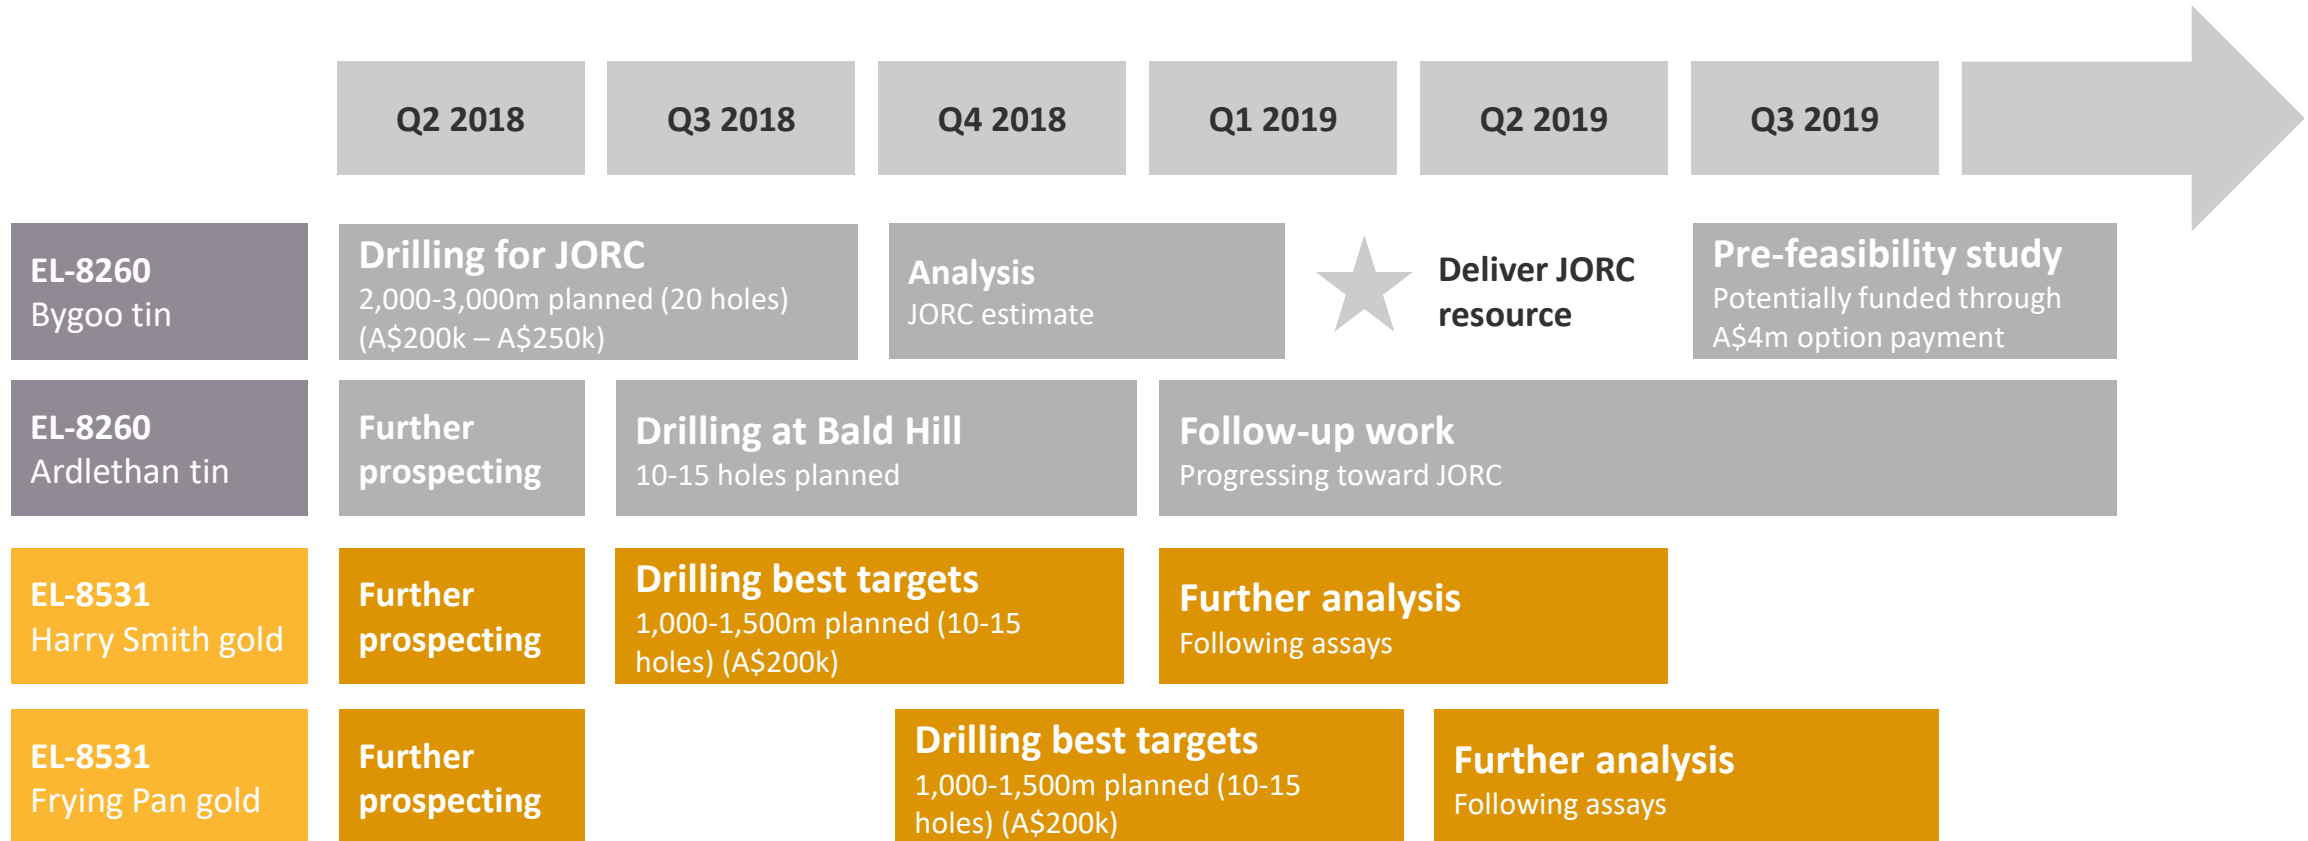 Q2 2018
Q3 2018
Q4 2018
Q1 2019
Q2 2019
Q3 2019
EL-8260
Bygoo tin
Drilling for JORC
2,000-3,000m planned (20 holes)
(A$200k – A$250k)
Analysis
JORC estimate
Deliver JORC
resource
Pre-feasibility study
Potentially funded through
A$4m option payment
EL-8260
Ardlethan tin
Further
prospecting
Drilling at Bald Hill
10-15 holes planned
Follow-up work
Progressing toward JORC
EL-8531
Harry Smith gold
Further
prospecting
Drilling best targets
1,000-1,500m planned (10-15
holes) (A$200k)
Further analysis
Following assays
EL-8531
Frying Pan gold
Further
prospecting
Drilling best targets
1,000-1,500m planned (10-15
holes) (A$200k)
Further analysis
Following assays